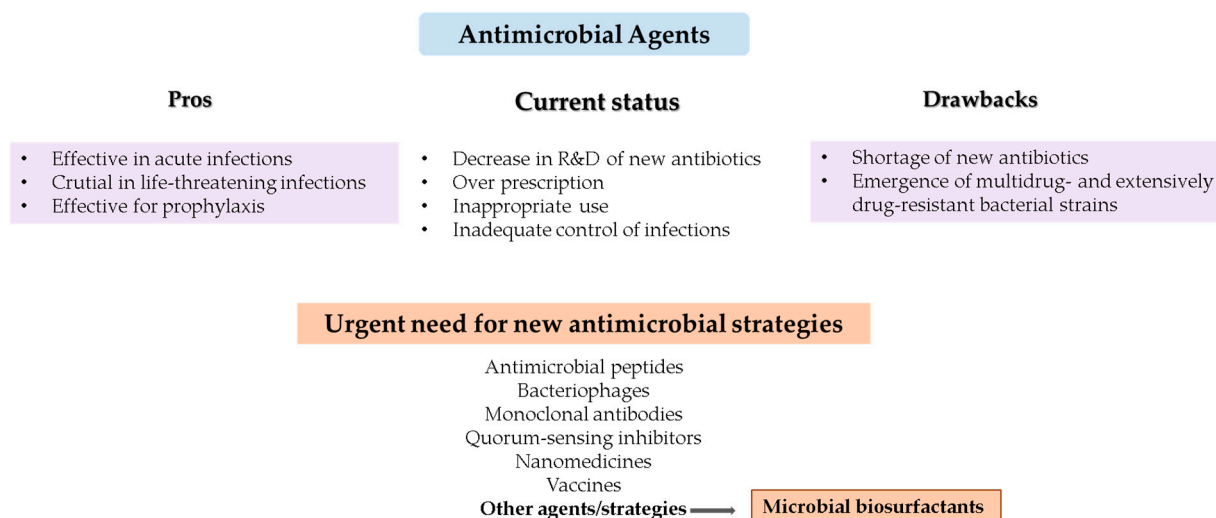 Antimicrobial Agents
Pros
• Effective in acute infections
• Crutial in life-threatening infections
• Effective for prophylaxis
Current status
• Decrease in R&D of new antibiotics
• Over prescription
• Inappropriate use
• Inadequate control of infections
Drawbacks
• Shortage of new antibiotics
• Emergence of multidrug- and extensively
drug-resistant bacterial strains
Urgent need for new antimicrobial strategies
Antimicrobial peptides
Bacteriophages
Monoclonal antibodies
Quorum-sensing inhibitors
Nanomedicines
Vaccines
Other agents/strategies
Microbial biosurfactants